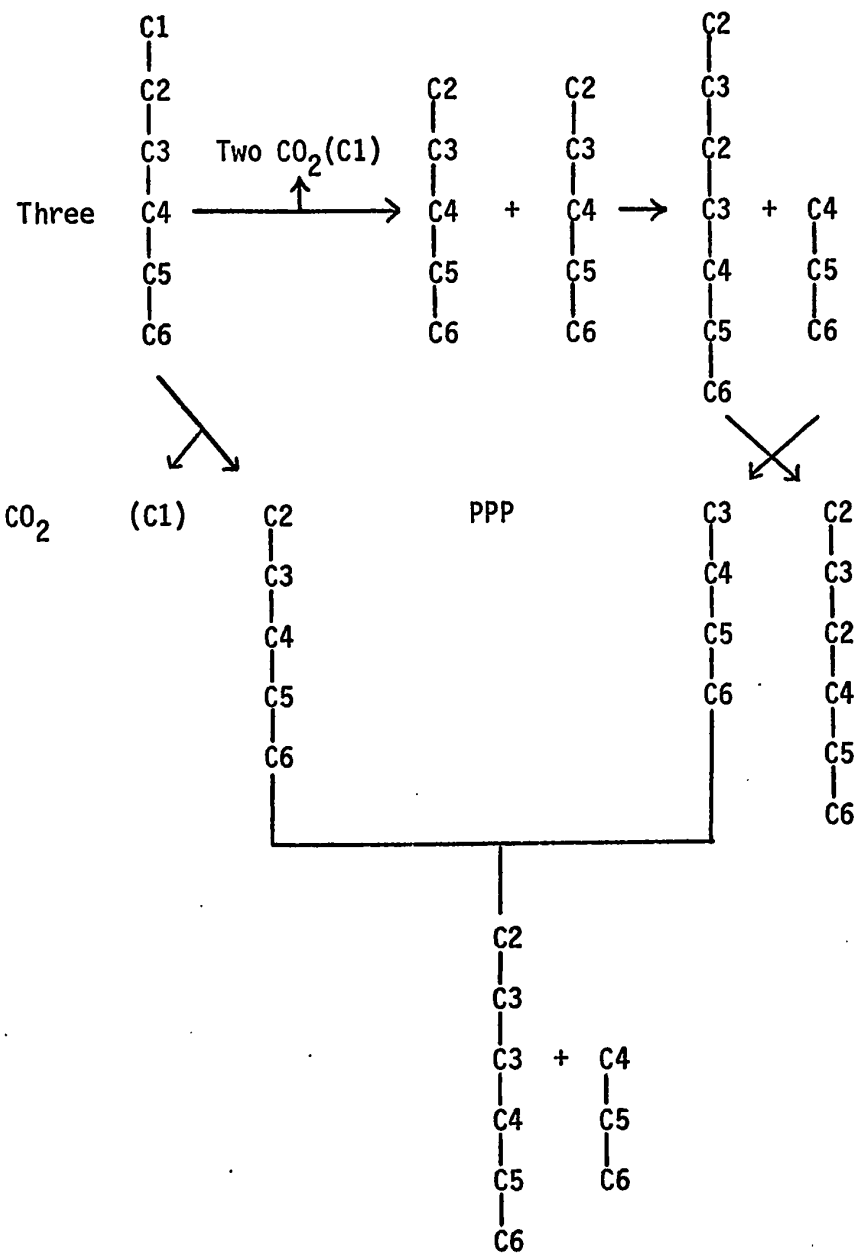 C1 C2
C2 C2 C2 C3
C3 Two CO2(C1) C3 C3 C2
Three C4 C4 + C4 C3 + C4
C5 C5 C5 C4 C5
C6 C6 C6 C5 C6
C6
CO2 (C1) C2 PPP C3 C2
C3 C4 C3
C4 C5 C2
C5 C6 C4
C6 C5
C6
C2
C3
C3 + C4
C4 C5
C5 C6
C6